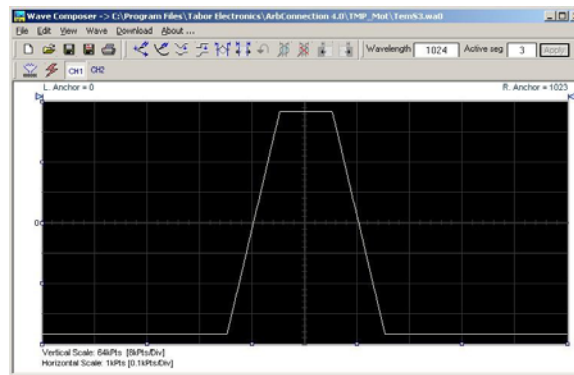 Wave Composer -> C:\Program Files\Tabor Electronics\ArbConnection 4.0\TMP_Mot\TemS3.wa0
File Edit View Wave Download About ...
Wavelength 1024 Active seg 3 Apply
CH1 CH2
L. Anchor = 0 R. Anchor = 1023
0
Vertical Scale: 64kPts [8kPts/Div]
Horizontal Scale: 1kPts [0.1kPts/Div]